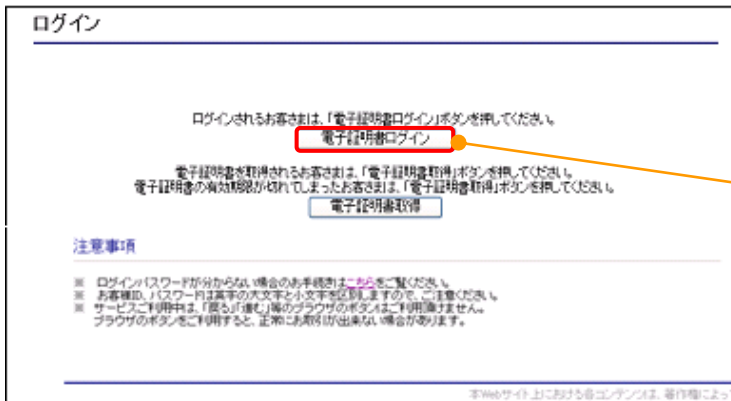 ログイン
ログインされるお客さまは、「電子証明書ログイン」ボタンを押してください。
電子証明書ログイン
電子証明書を取得されるお客さまは、「電子証明書取得」ボタンを押してください。
電子証明書の有効期限が切れてしまったお客さまは、「電子証明書取得」ボタンを押してください。
電子証明書取得
注意事項
※ ログインパスワードが分からない場合のお手続きはこちらをご覧ください。
※ お客様ID、パスワードは英字の大文字と小文字を区別しますので、ご注意ください。
※ サービスご利用中は、「戻る」「進む」等のブラウザのボタンはご利用頂けません。
ブラウザのボタンをご利用すると、正常にお取引が出来ない場合があります。
本Webサイト上における各コンテンツは、著作権によって